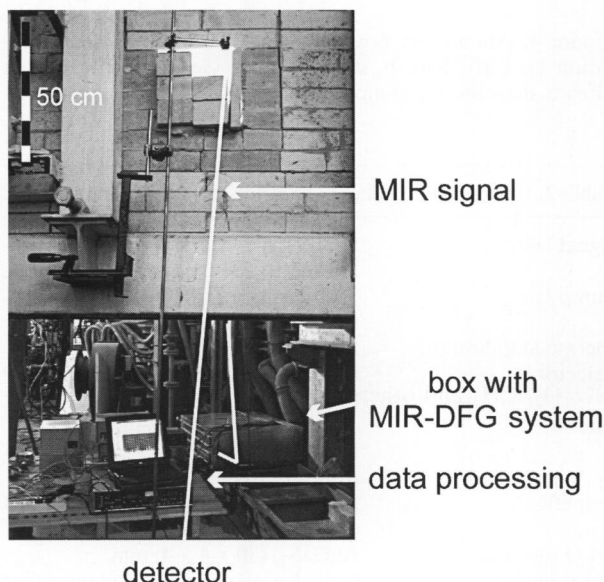 50 cm
MIR signal
box with
MIR-DFG system
data processing
detector